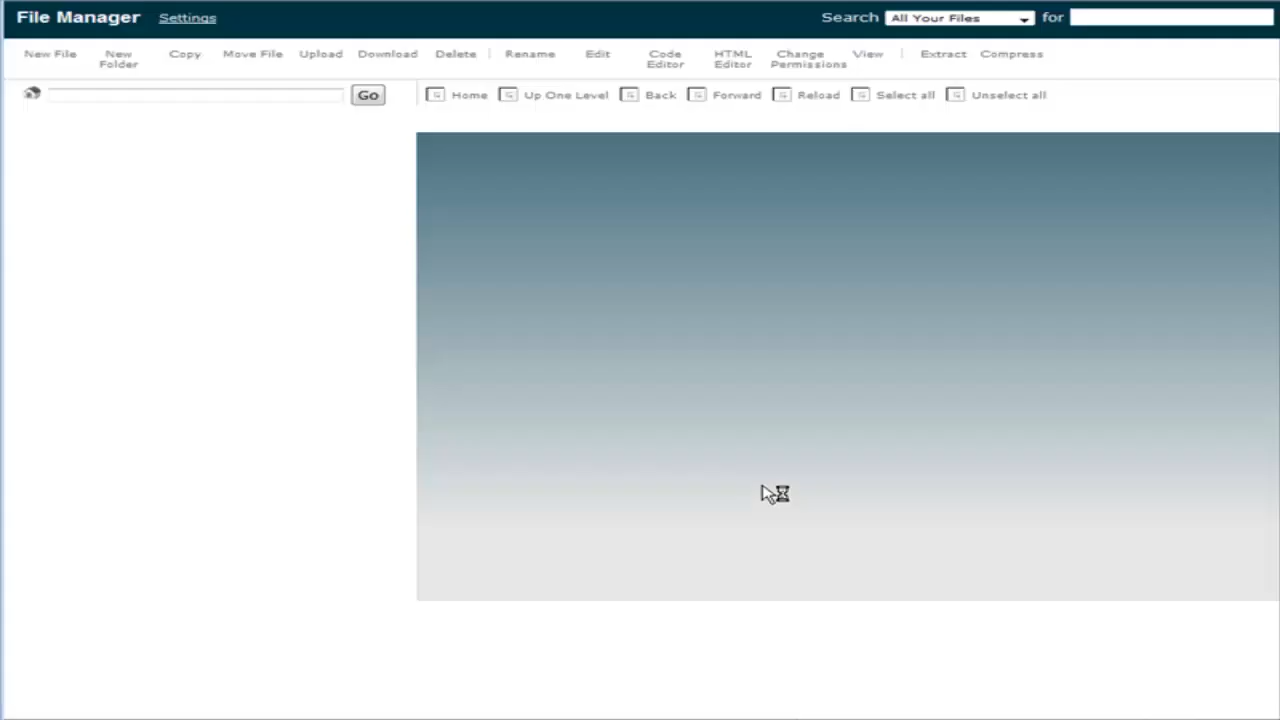 File Manager Settings Search All Your Files for
New File New Folder Copy Move File Upload Download Delete | Rename Edit Code Editor HTML Editor Change Permissions View | Extract Compress
Go Home Up One Level Back Forward Reload Select all Unselect all